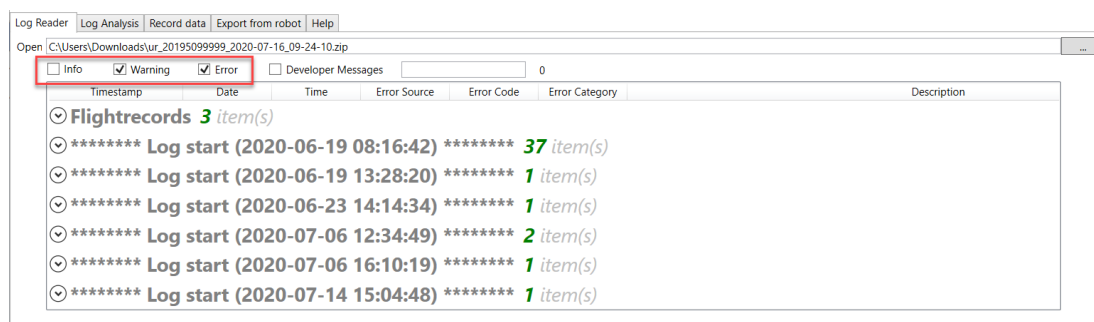 Log Reader Log Analysis Record data Export from robot Help
Open C:\Users\Downloads\ur_20195099999_2020-07-16_09-24-10.zip ...
Info Warning Error Developer Messages 0
Timestamp Date Time Error Source Error Code Error Category Description
Flightrecords 3 item(s)
******** Log start (2020-06-19 08:16:42) ******** 37 item(s)
******** Log start (2020-06-19 13:28:20) ******** 1 item(s)
******** Log start (2020-06-23 14:14:34) ******** 1 item(s)
******** Log start (2020-07-06 12:34:49) ******** 2 item(s)
******** Log start (2020-07-06 16:10:19) ******** 1 item(s)
******** Log start (2020-07-14 15:04:48) ******** 1 item(s)